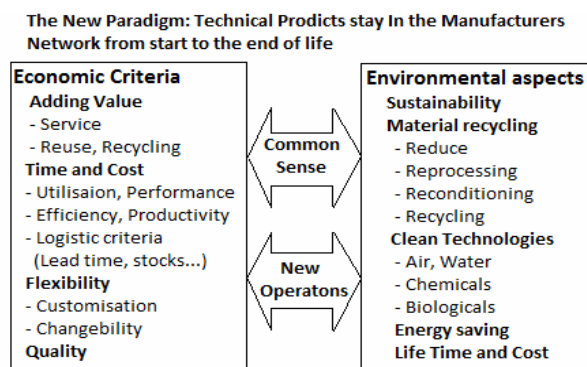 The New Paradigm: Technical Prodicts stay In the Manufacturers
Network from start to the end of life
Economic Criteria
Adding Value
- Service
- Reuse, Recycling
Time and Cost
- Utilisaion, Performance
- Efficiency, Productivity
- Logistic criteria
(Lead time, stocks...)
Flexibility
- Customisation
- Changebility
Quality
Common
Sense
New
Operatons
Environmental aspects
Sustainability
Material recycling
- Reduce
- Reprocessing
- Reconditioning
- Recycling
Clean Technologies
- Air, Water
- Chemicals
- Biologicals
Energy saving
Life Time and Cost